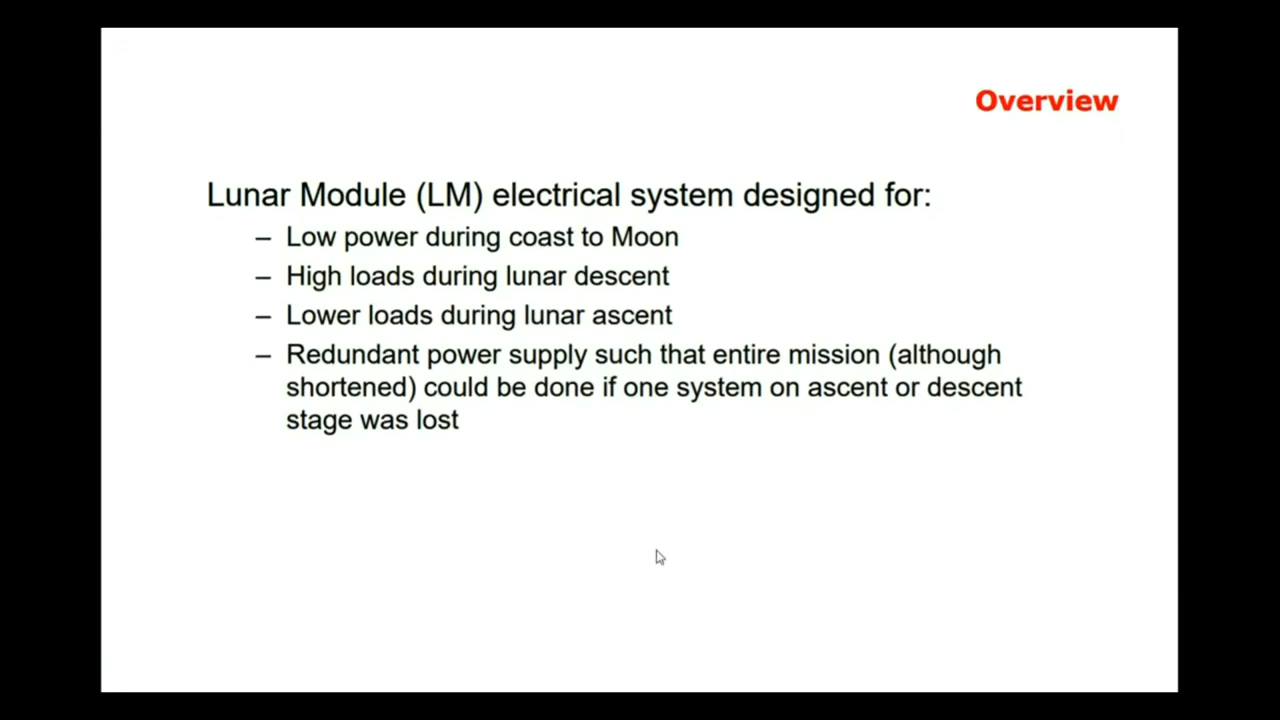 Overview
Lunar Module (LM) electrical system designed for:
– Low power during coast to Moon
– High loads during lunar descent
– Lower loads during lunar ascent
– Redundant power supply such that entire mission (although
shortened) could be done if one system on ascent or descent
stage was lost